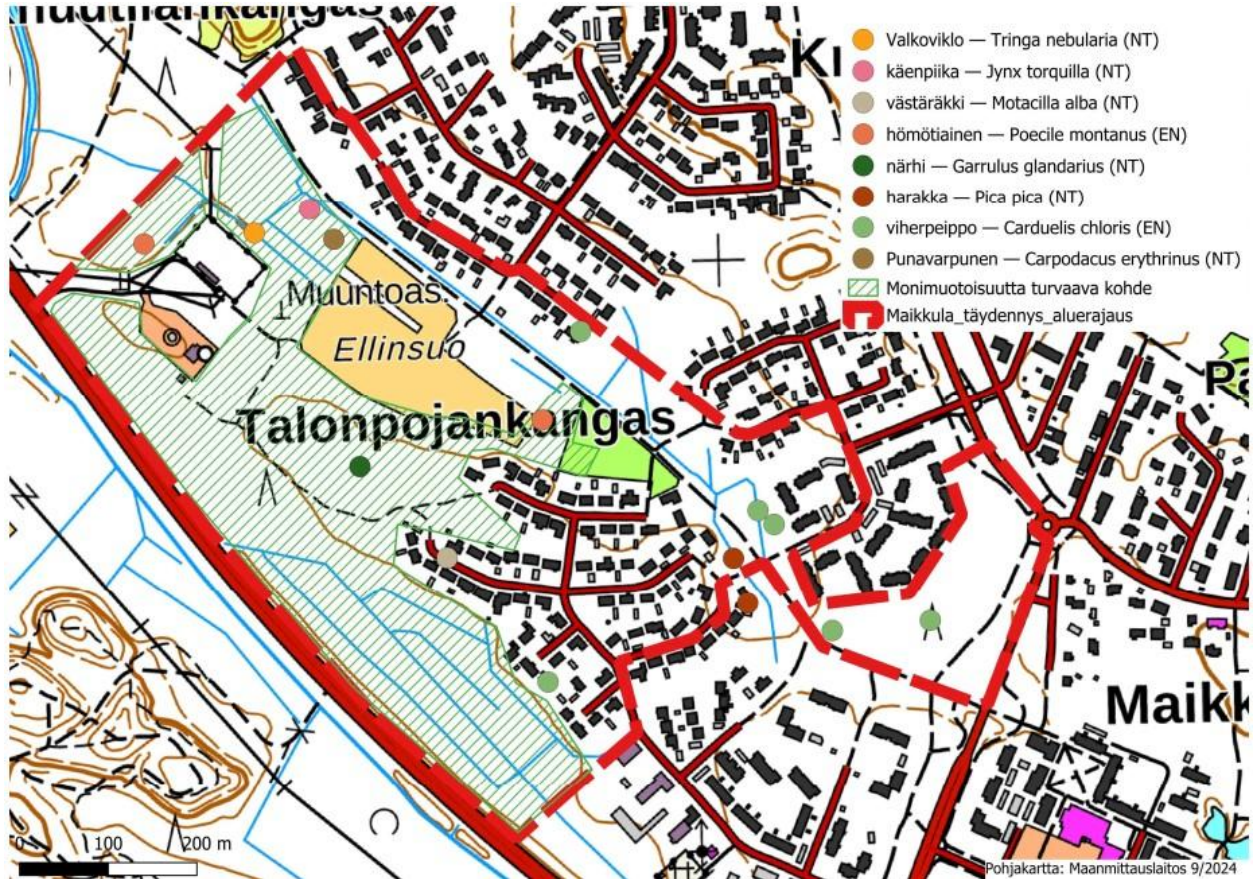 Valkoviklo — Tringa nebularia (NT)
käenpiika — Jynx torquilla (NT)
västäräkki — Motacilla alba (NT)
hömötiainen — Poecile montanus (EN)
närhi — Garrulus glandarius (NT)
harakka — Pica pica (NT)
viherpeippo — Carduelis chloris (EN)
Punavarpunen — Carpodacus erythrinus (NT)
Monimuotoisuutta turvaava kohde
Maikkula_täydennys_aluerajaus
Muuntoas.
Ellinsuo
Talonpojankangas
Maikk
0 100 200 m
Pohjakartta: Maanmittauslaitos 9/2024